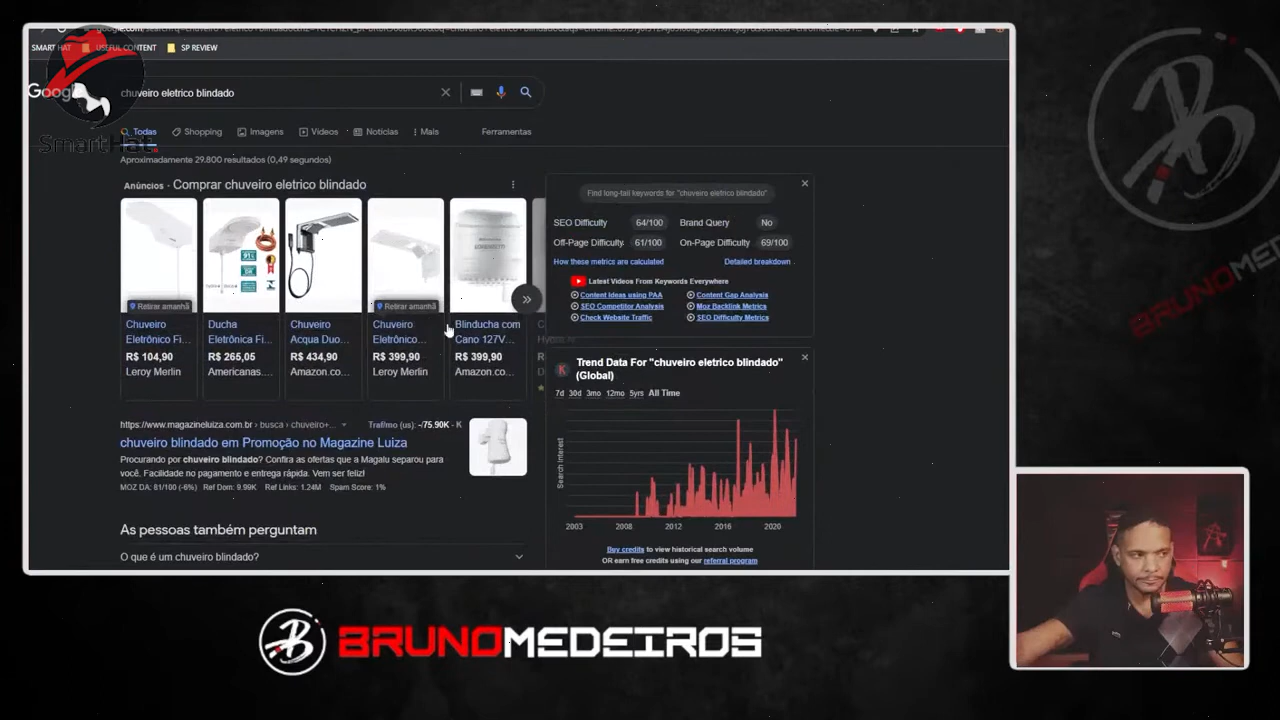 SMART HAT USEFUL CONTENT SP REVIEW
Google
chuveiro eletrico blindado
SmartHat.
Todas Shopping Imagens Vídeos Notícias Mais Ferramentas
Aproximadamente 29.800 resultados (0,49 segundos)
Anúncios · Comprar chuveiro eletrico blindado
Retirar amanhã
Retirar amanhã
Chuveiro
Eletrônico Fi...
R$ 104,90
Leroy Merlin
Ducha
Eletrônica Fi...
R$ 265,05
Americanas....
Chuveiro
Acqua Duo...
R$ 434,90
Amazon.co...
Chuveiro
Eletrônico...
R$ 399,90
Leroy Merlin
Blinducha com
Cano 127V...
R$ 399,90
Amazon.co...
https://www.magazineluiza.com.br › busca › chuveiro+... Traf/mo (us): ~/75.90K - K
chuveiro blindado em Promoção no Magazine Luiza
Procurando por chuveiro blindado? Confira as ofertas que a Magalu separou para
você. Facilidade no pagamento e entrega rápida. Vem ser feliz!
MOZ DA: 81/100 (-6%) Ref Dom: 9.99K Ref Links: 1.24M Spam Score: 1%
As pessoas também perguntam
O que é um chuveiro blindado?
Find long-tail keywords for "chuveiro eletrico blindado"
SEO Difficulty 64/100 Brand Query No
Off-Page Difficulty 61/100 On-Page Difficulty 69/100
How these metrics are calculated Detailed breakdown
Latest Videos From Keywords Everywhere
Content Ideas using PAA Content Gap Analysis
SEO Competitor Analysis Moz Backlink Metrics
Check Website Traffic SEO Difficulty Metrics
Trend Data For "chuveiro eletrico blindado"
(Global)
7d 30d 3mo 12mo 5yrs All Time
Search Interest
2003 2008 2012 2016 2020
Buy credits to view historical search volume
OR earn free credits using our referral program
BRUNOMEDEIROS
BRUNOMEDE